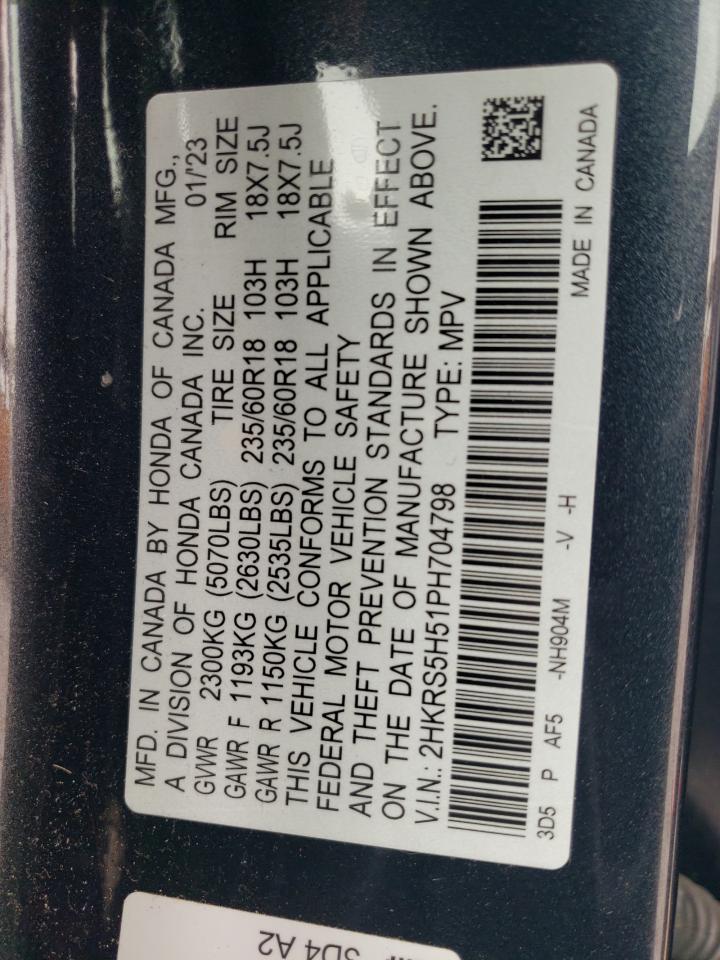 MFD. IN CANADA BY HONDA OF CANADA MFG.,
A DIVISION OF HONDA CANADA INC. 01/'23
GVWR 2300KG (5070LBS) TIRE SIZE RIM SIZE
GAWR F 1193KG (2630LBS) 235/60R18 103H 18X7.5J
GAWR R 1150KG (2535LBS) 235/60R18 103H 18X7.5J
THIS VEHICLE CONFORMS TO ALL APPLICABLE
FEDERAL MOTOR VEHICLE SAFETY
AND THEFT PREVENTION STANDARDS IN EFFECT
ON THE DATE OF MANUFACTURE SHOWN ABOVE.
V.I.N.: 2HKRS5H51PH704798 TYPE: MPV
3D5 P AF5 -NH904M -V -H MADE IN CANADA
3D4 A2